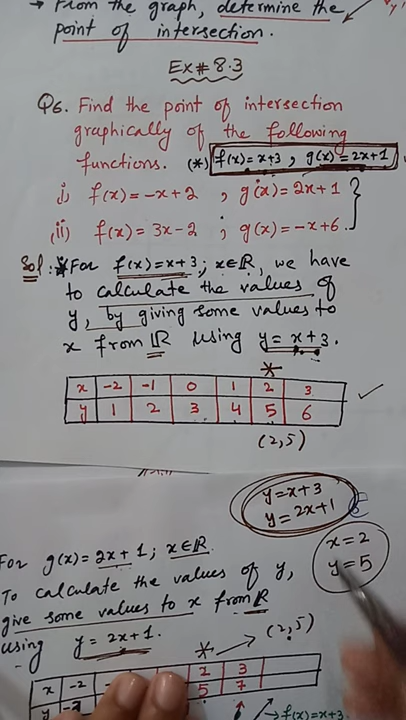 → From the graph, determine the
point of intersection.
Ex# 8.3
Q6. Find the point of intersection
graphically of the following
functions. (*) f(x)=x+3, g(x)=2x+1
i) f(x)=-x+2, g(x)=2x+1
ii) f(x)=3x-2; g(x)=-x+6.
Sol: * For f(x)=x+3; x∈ℝ, we have
to calculate the values of
y, by giving some values to
x from ℝ using y=x+3.
*
x -2 -1 0 1 2 3
y 1 2 3 4 5 6
(2,5)
y=x+3
y=2x+1
x=2
y=5
For g(x)=2x+1; x∈ℝ
To calculate the values of y,
give some values to x from ℝ
using y=2x+1.
* → (2,5)
x -2 2 3
y 5 7
→f(x)=x+3